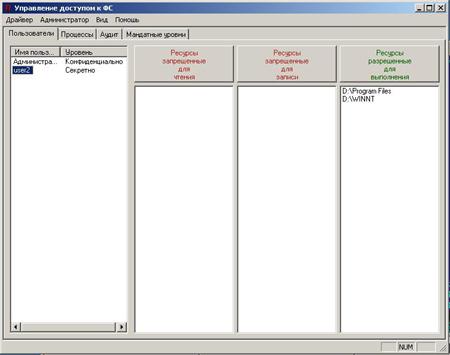 Управление доступом к ФС
Драйвер Администратор Вид Помощь
Пользователи Процессы Аудит Мандатные уровни
Имя польз... Уровень
Администра... Конфиденциально
user2 Секретно
Ресурсы
запрещенные
для
чтения
Ресурсы
запрещенные
для
записи
Ресурсы
разрешенные
для
выполнения
D:\Program Files
D:\WINNT
NUM